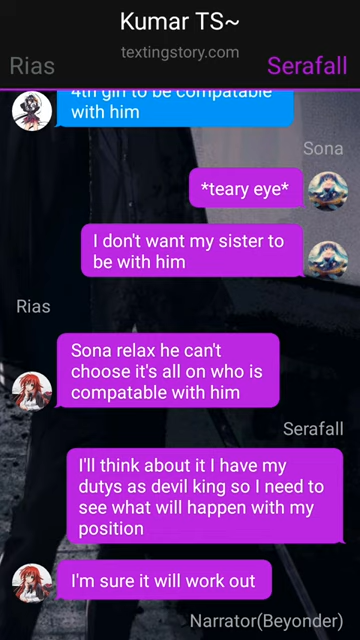 Kumar TS~
textingstory.com
Rias
Serafall
4th girl to be compatable
with him
Sona
*teary eye*
I don't want my sister to
be with him
Rias
Sona relax he can't
choose it's all on who is
compatable with him
Serafall
I'll think about it I have my
dutys as devil king so I need to
see what will happen with my
position
I'm sure it will work out
Narrator(Beyonder)